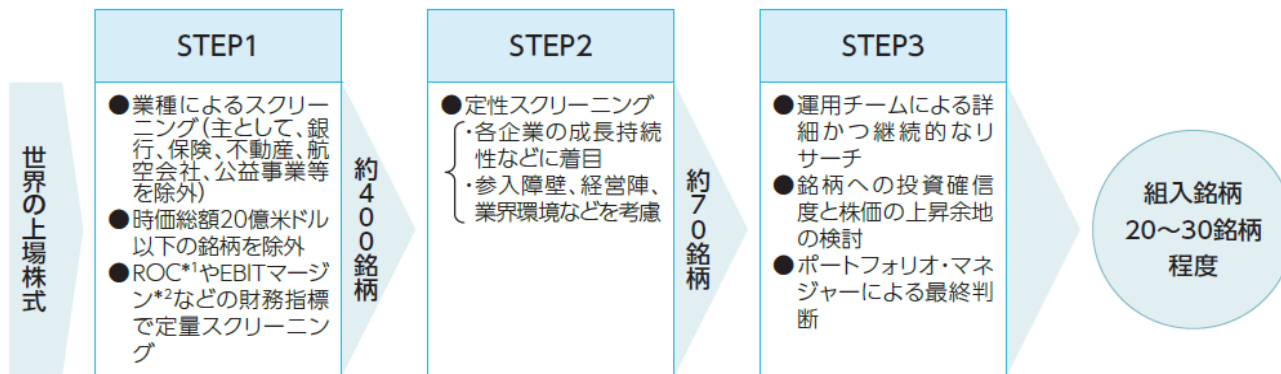 世界の上場株式
STEP1
●業種によるスクリー
ニング(主として、銀
行、保険、不動産、航
空会社、公益事業等
を除外)
●時価総額20億米ドル
以下の銘柄を除外
●ROC*1やEBITマージ
ン*2などの財務指標
で定量スクリーニン
グ
約400銘柄
STEP2
●定性スクリーニング
・各企業の成長持続
性などに着目
・参入障壁、経営陣、
業界環境などを考慮
約70銘柄
STEP3
●運用チームによる詳
細かつ継続的なリ
サーチ
●銘柄への投資確信
度と株価の上昇余地
の検討
●ポートフォリオ・マネ
ジャーによる最終判
断
組入銘柄
20〜30銘柄
程度